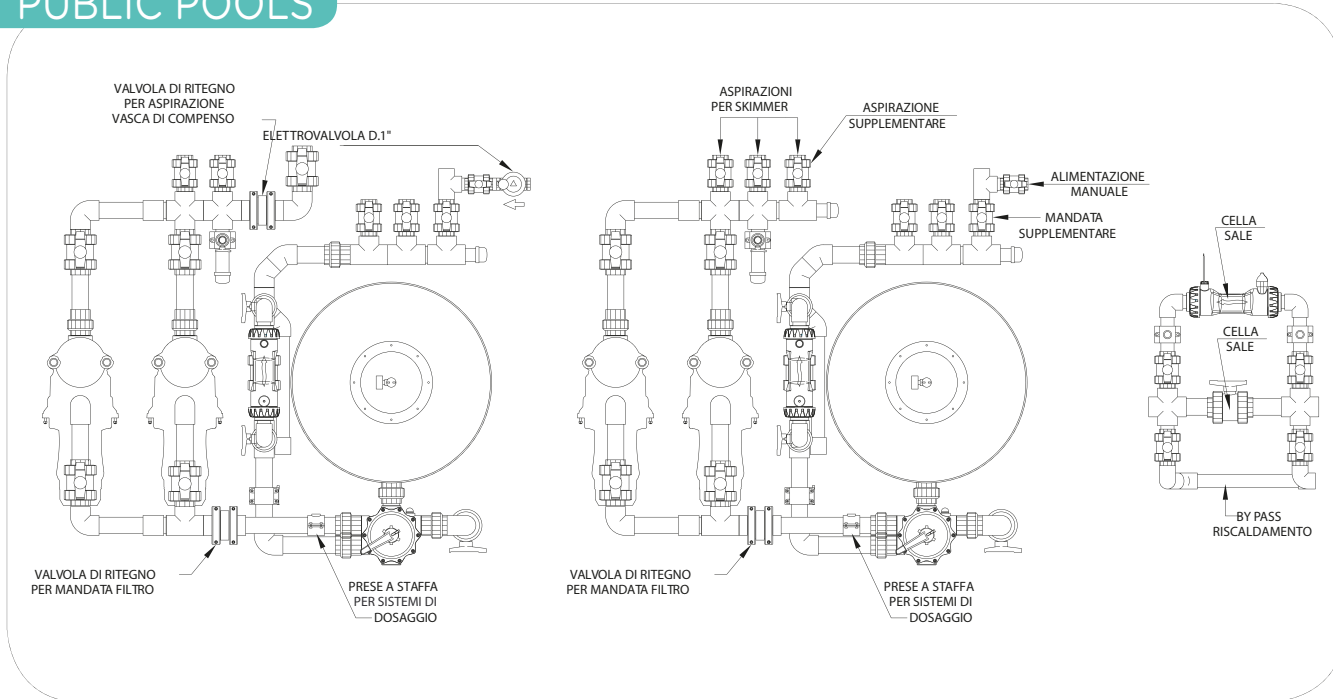 PUBLIC POOLS
VALVOLA DI RITEGNO
PER ASPIRAZIONE
VASCA DI COMPENSO
ELETTROVALVOLA D.1"
VALVOLA DI RITEGNO
PER MANDATA FILTRO
PRESE A STAFFA
PER SISTEMI DI
DOSAGGIO
ASPIRAZIONI
PER SKIMMER
ASPIRAZIONE
SUPPLEMENTARE
ALIMENTAZIONE
MANUALE
MANDATA
SUPPLEMENTARE
VALVOLA DI RITEGNO
PER MANDATA FILTRO
PRESE A STAFFA
PER SISTEMI DI
DOSAGGIO
CELLA
SALE
CELLA
SALE
BY PASS
RISCALDAMENTO